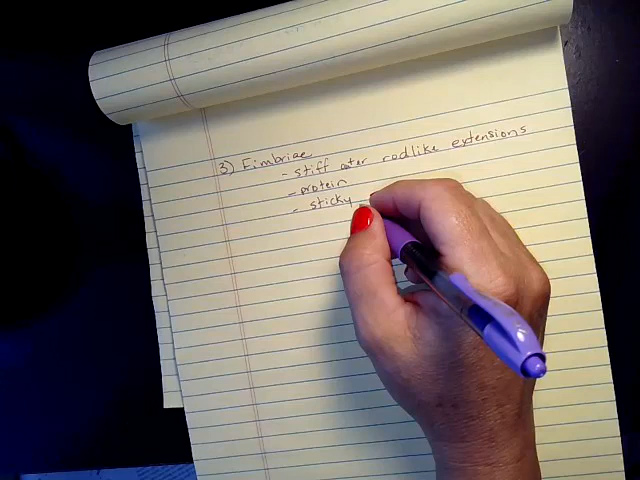 3) Fimbriae
- stiff outer rodlike extensions
- protein
- sticky